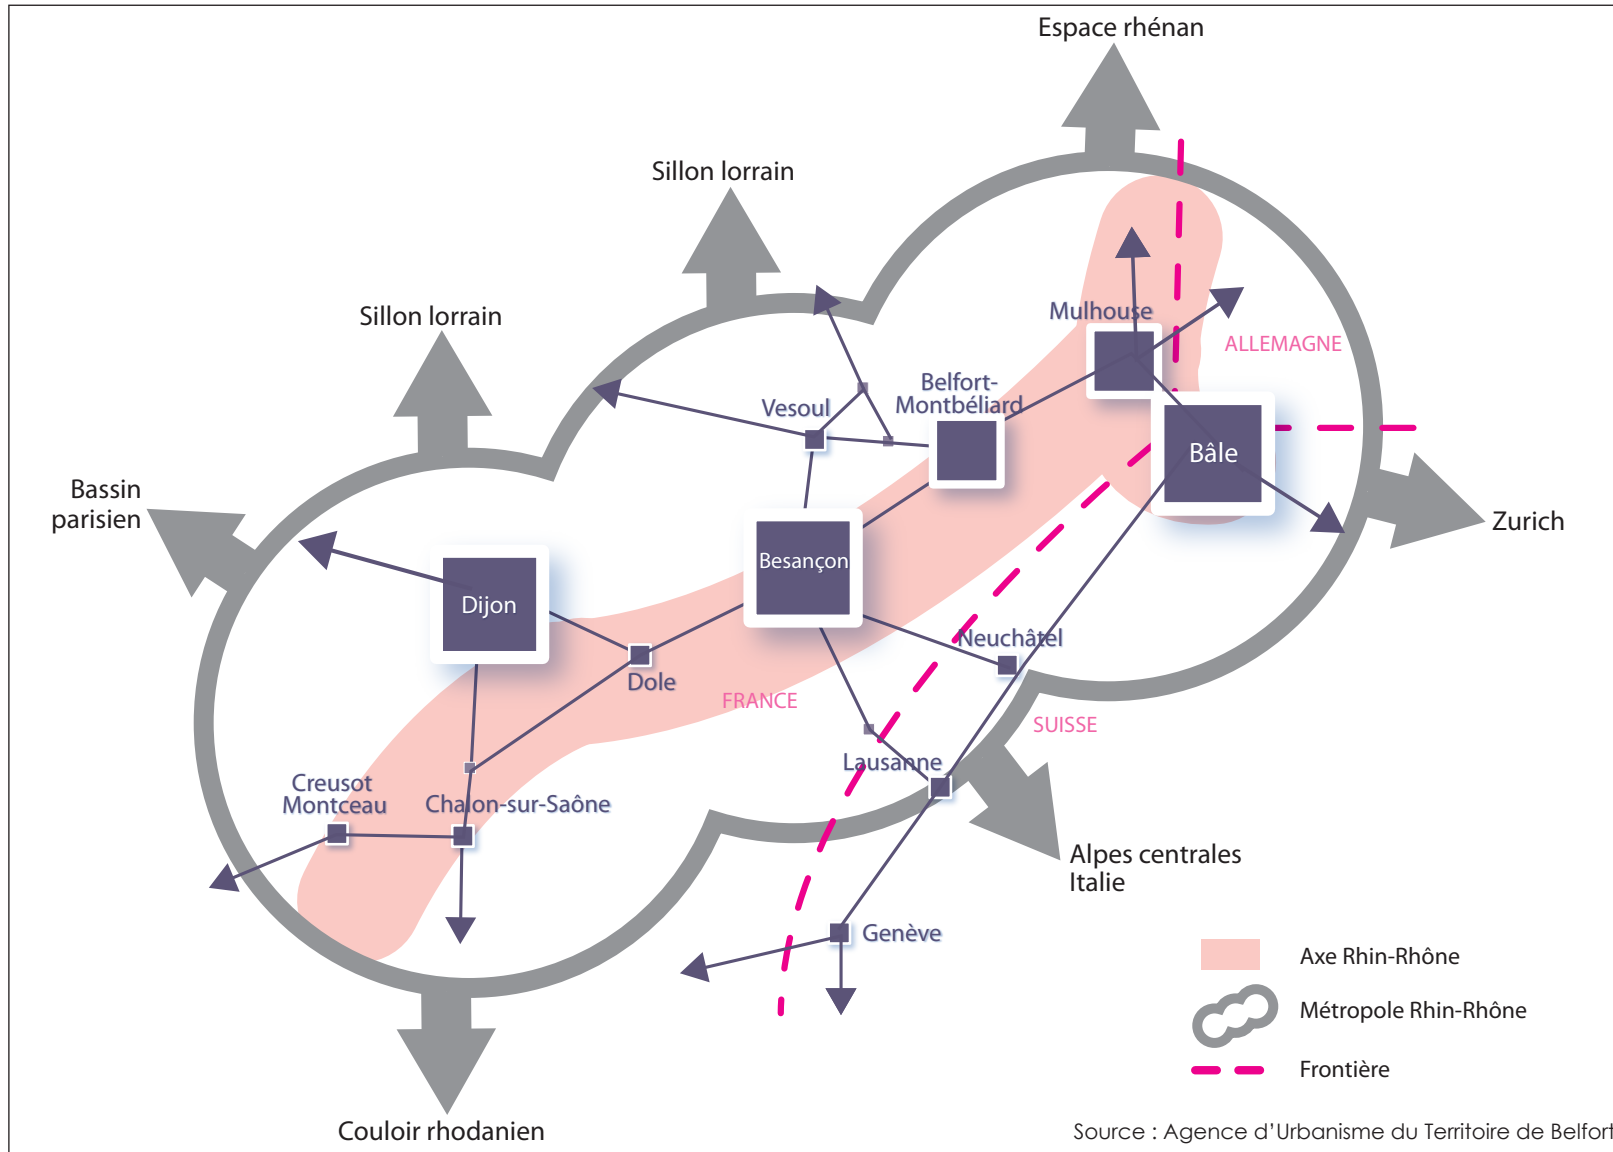 Espace rhénan
Sillon lorrain
Sillon lorrain
Mulhouse
ALLEMAGNE
Belfort-
Montbéliard
Vesoul
Bâle
Bassin
parisien
Zurich
Besançon
Dijon
Neuchâtel
Dole
FRANCE
SUISSE
Lausanne
Creusot
Montceau
Chalon-sur-Saône
Alpes centrales
Italie
Genève
Axe Rhin-Rhône
Métropole Rhin-Rhône
Frontière
Couloir rhodanien
Source : Agence d'Urbanisme du Territoire de Belfort